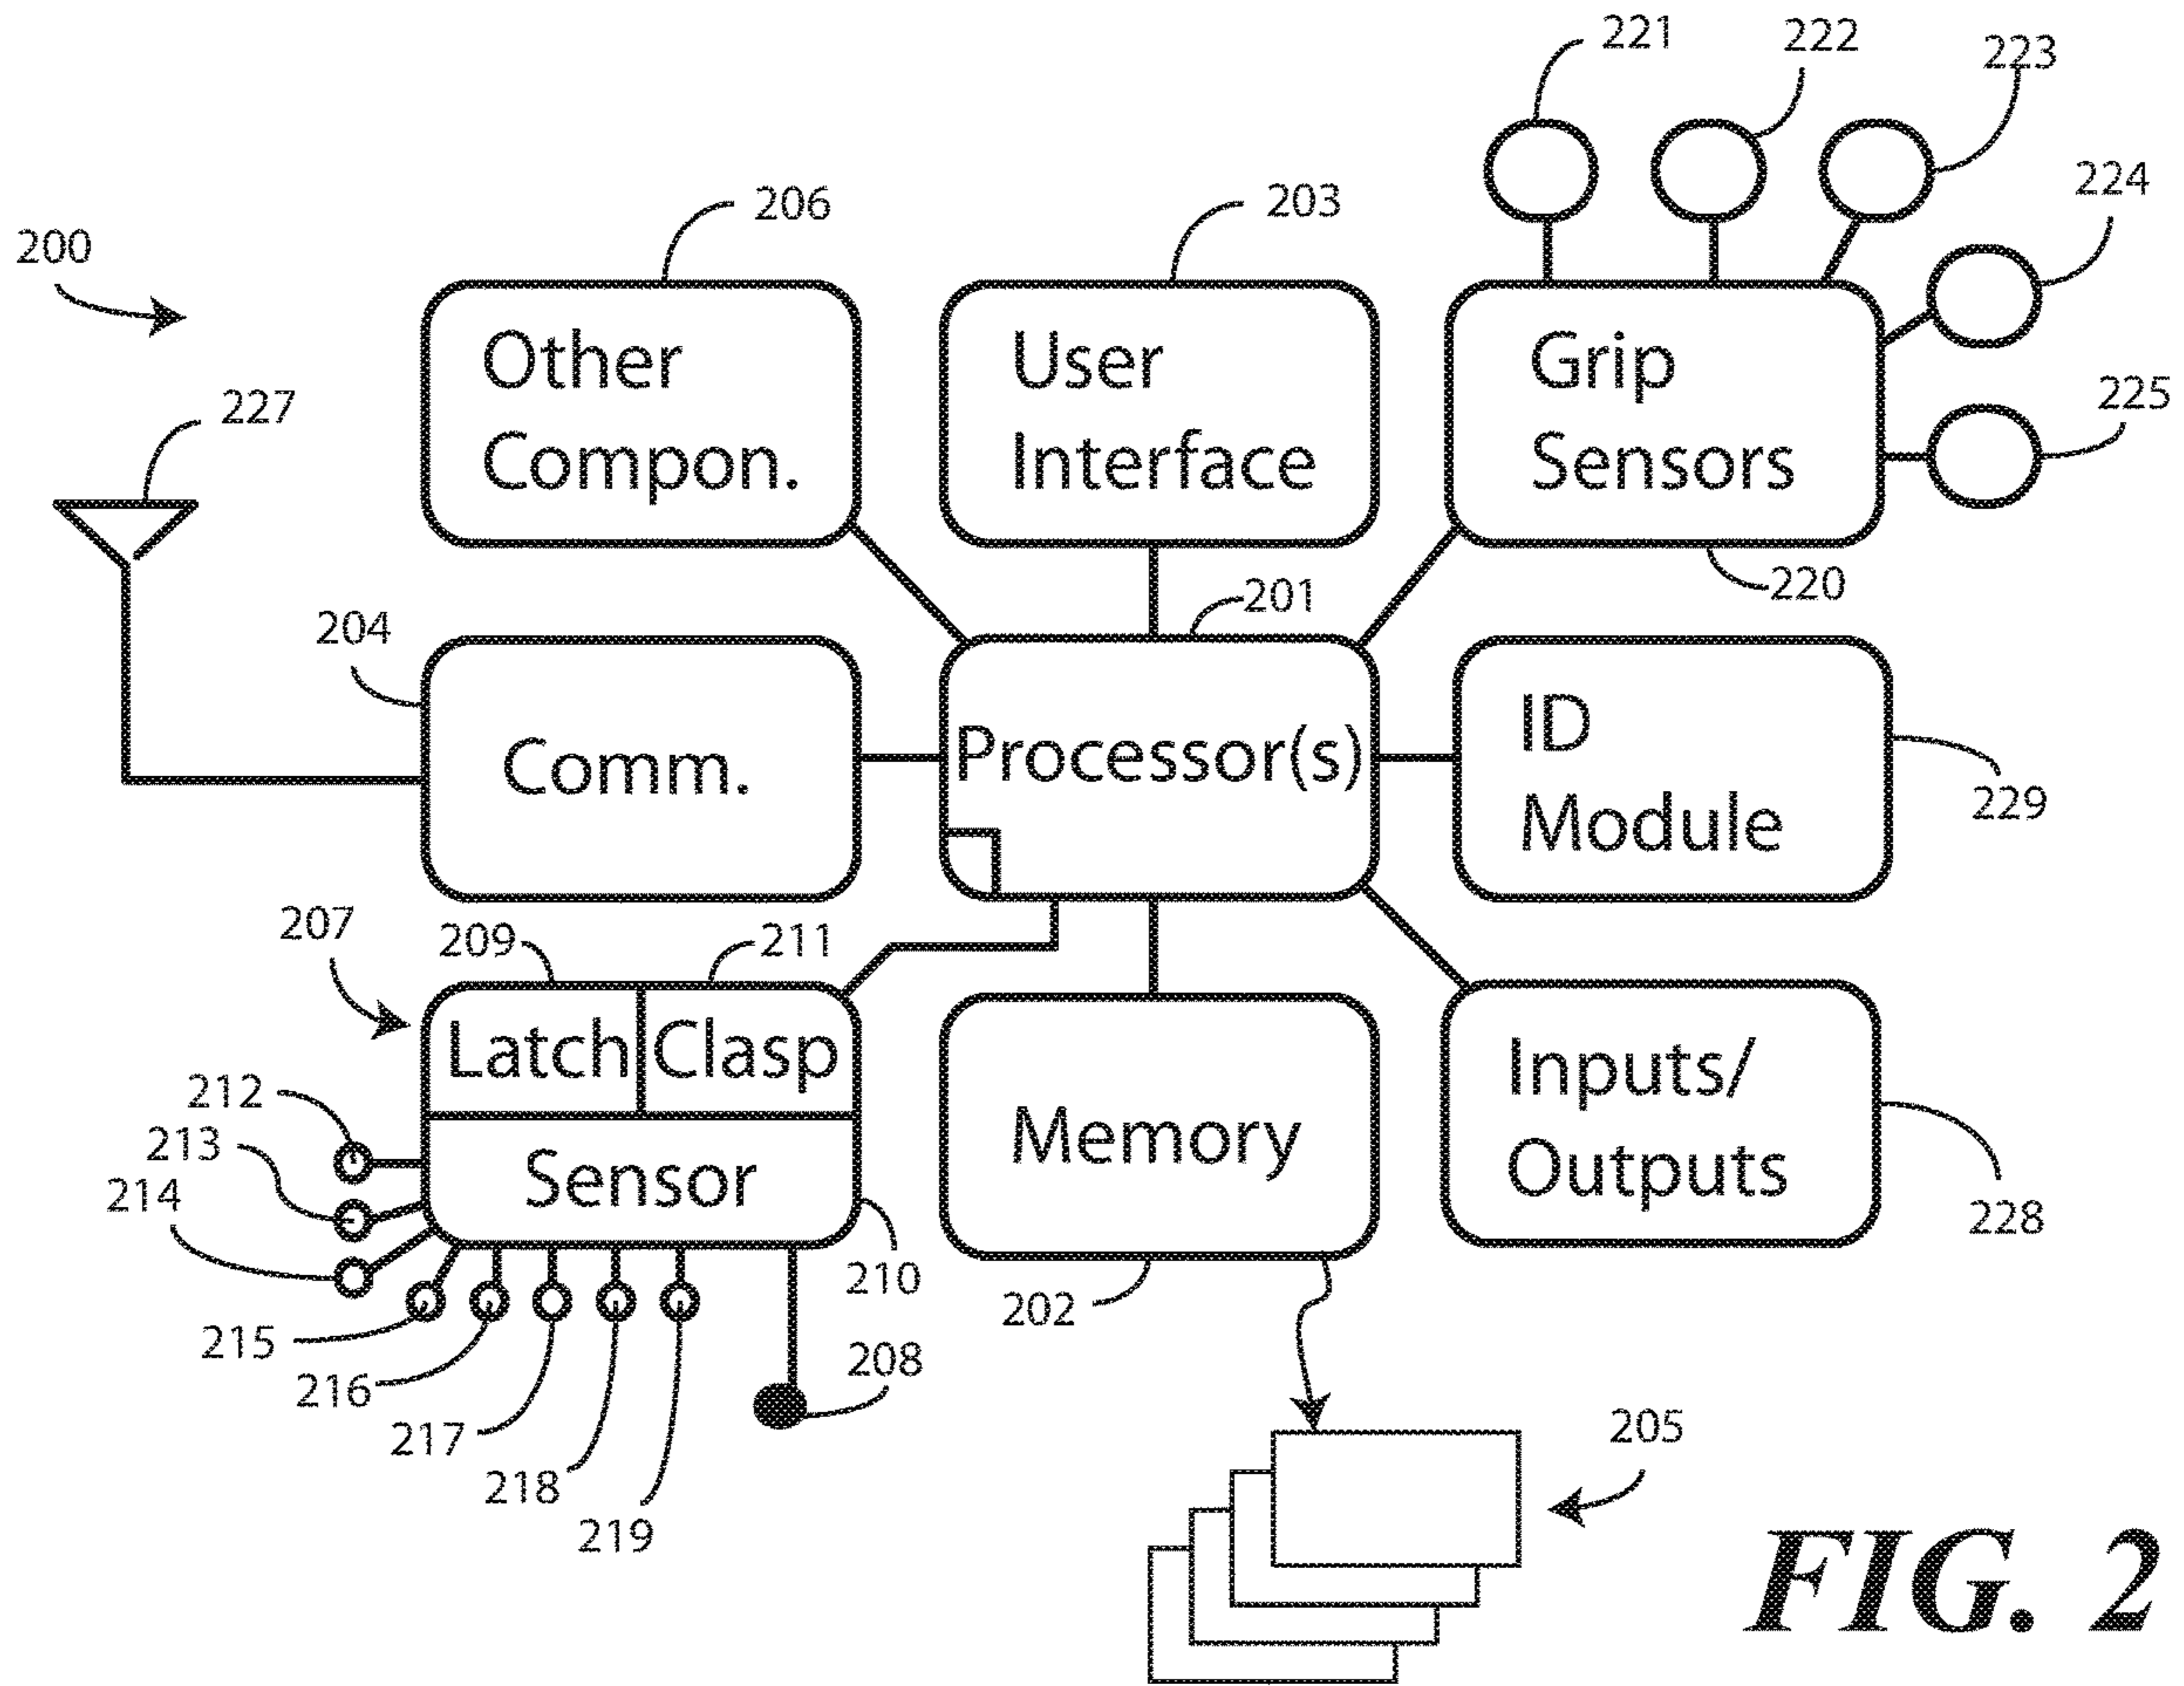 221
222
223
224
225
206
203
200
227
Other
Compon.
User
Interface
Grip
Sensors
220
201
204
Comm.
Processor(s)
ID
Module
229
207
209
211
Latch
Clasp
Sensor
210
212
213
214
215
216
217
218
219
208
Memory
202
Inputs/
Outputs
228
205
FIG. 2